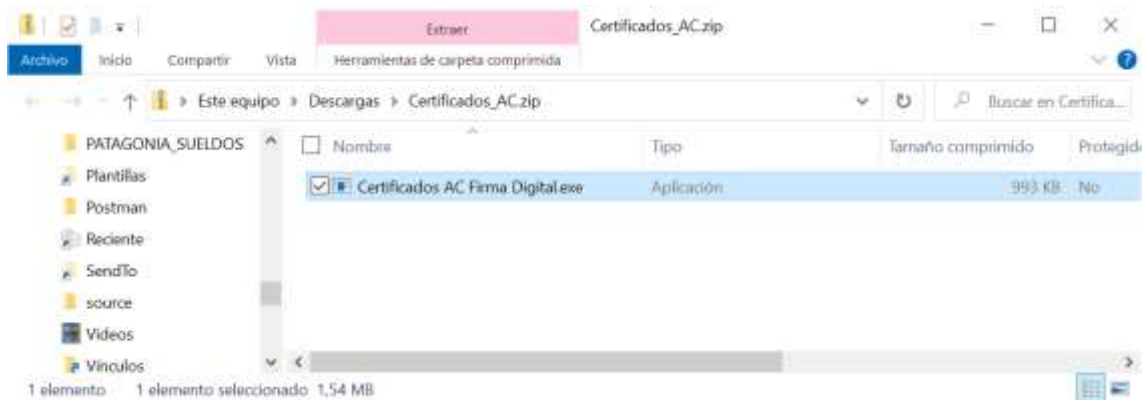 Extraer
Certificados_AC.zip
Archivo Inicio Compartir Vista Herramientas de carpeta comprimida
Este equipo Descargas Certificados_AC.zip
Buscar en Certifica...
PATAGONIA_SUELDOS
Nombre Tipo Tamaño comprimido Protegid
Certificados AC Firma Digital.exe Aplicación 993 KB No
Plantillas
Postman
Reciente
SendTo
source
Videos
Vínculos
1 elemento 1 elemento seleccionado 1,54 MB